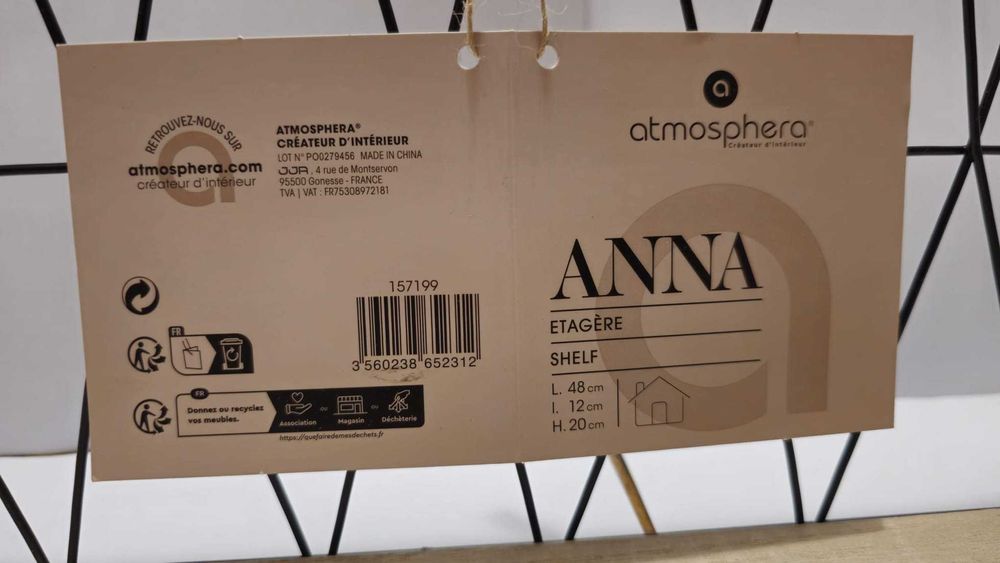 RETROUVEZ-NOUS SUR
atmosphera.com
créateur d'intérieur
ATMOSPHERA®
CRÉATEUR D'INTÉRIEUR
LOT N° PO0279456 MADE IN CHINA
JJA, 4 rue de Montservon
95500 Gonesse - FRANCE
TVA | VAT : FR75308972181
157199
3 560238 652312
FR
FR
Donnez ou recyclez
vos meubles.
Association
ou
Magasin
ou
Déchèterie
https://quefairedemesdechets.fr
a
atmosphera®
Créateur d'intérieur
ANNA
ETAGÈRE
SHELF
L. 48 cm
l. 12 cm
H. 20 cm